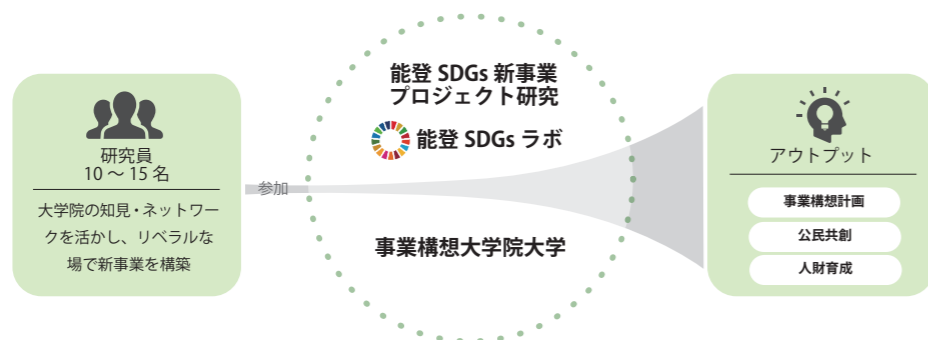 研究員
10 〜 15 名
大学院の知見・ネットワー
クを活かし、リベラルな
場で新事業を構築
参加
能登 SDGs 新事業
プロジェクト研究
能登 SDGs ラボ
事業構想大学院大学
アウトプット
事業構想計画
公民共創
人財育成